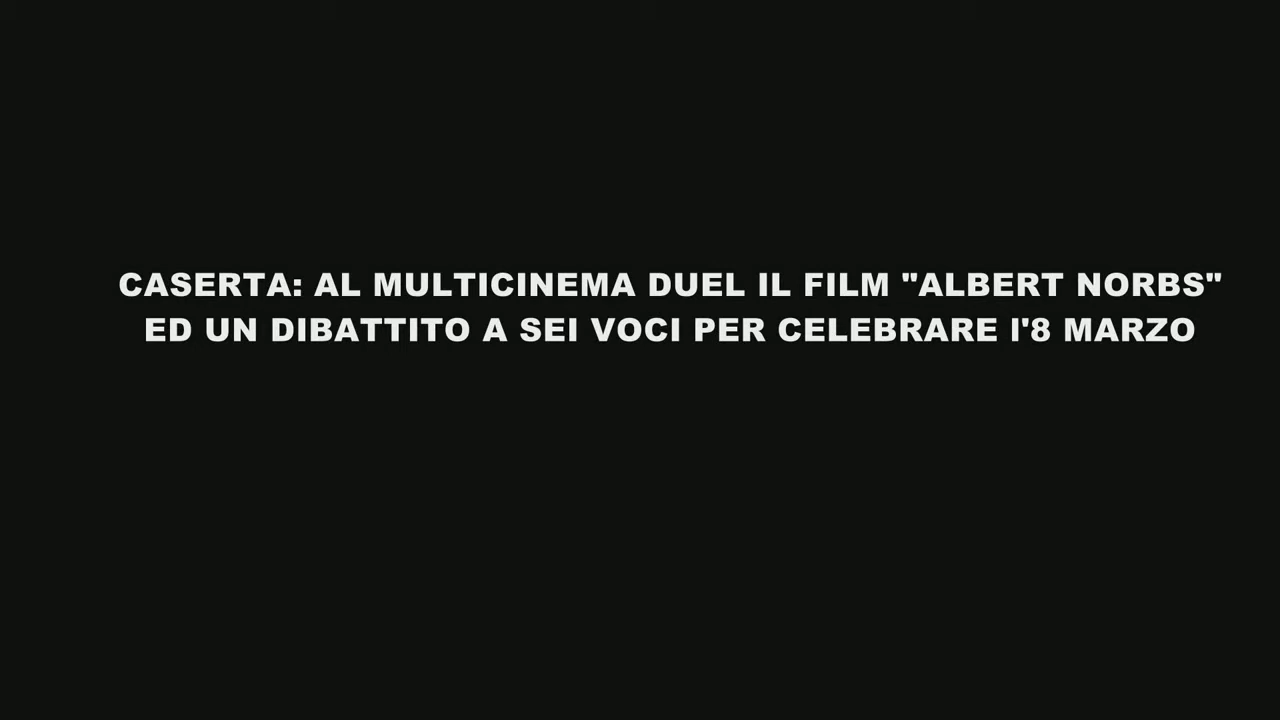 CASERTA: AL MULTICINEMA DUEL IL FILM "ALBERT NORBS"
ED UN DIBATTITO A SEI VOCI PER CELEBRARE l'8 MARZO